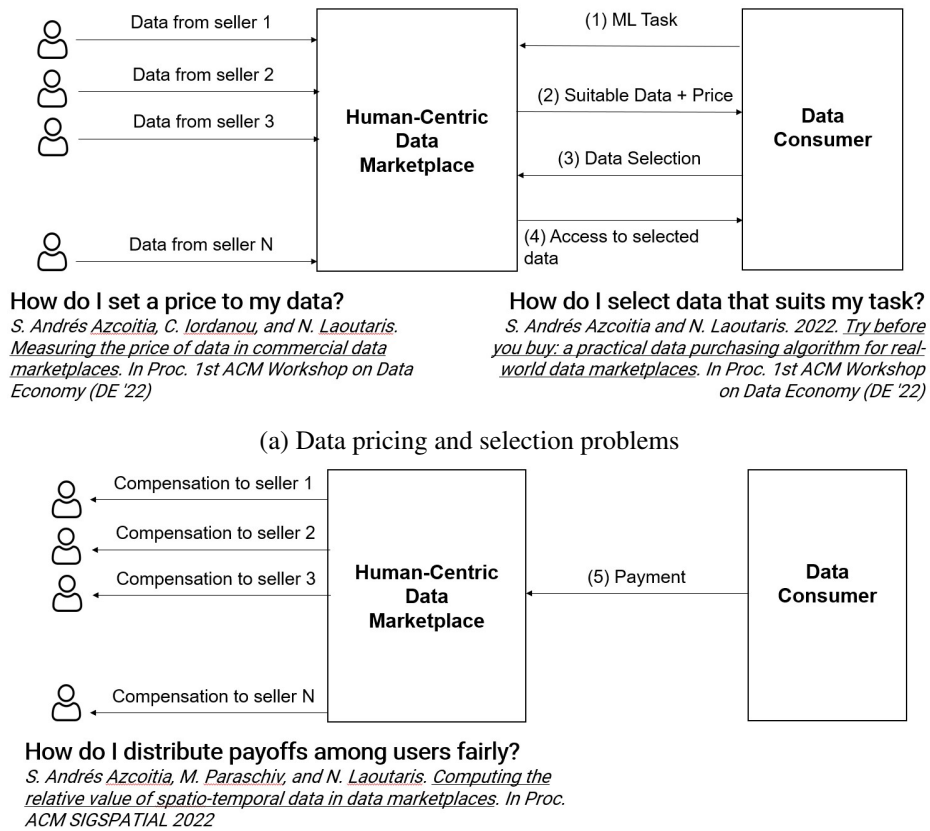 Data from seller 1
Data from seller 2
Data from seller 3
Data from seller N
Human-Centric
Data
Marketplace
(1) ML Task
(2) Suitable Data + Price
(3) Data Selection
(4) Access to selected
data
Data
Consumer
How do I set a price to my data?
S. Andrés Azcoitia, C. Iordanou, and N. Laoutaris.
Measuring the price of data in commercial data
marketplaces. In Proc. 1st ACM Workshop on Data
Economy (DE '22)
How do I select data that suits my task?
S. Andrés Azcoitia and N. Laoutaris. 2022. Try before
you buy: a practical data purchasing algorithm for real-
world data marketplaces. In Proc. 1st ACM Workshop
on Data Economy (DE '22)
(a) Data pricing and selection problems
Compensation to seller 1
Compensation to seller 2
Compensation to seller 3
Compensation to seller N
Human-Centric
Data
Marketplace
(5) Payment
Data
Consumer
How do I distribute payoffs among users fairly?
S. Andrés Azcoitia, M. Paraschiv, and N. Laoutaris. Computing the
relative value of spatio-temporal data in data marketplaces. In Proc.
ACM SIGSPATIAL 2022